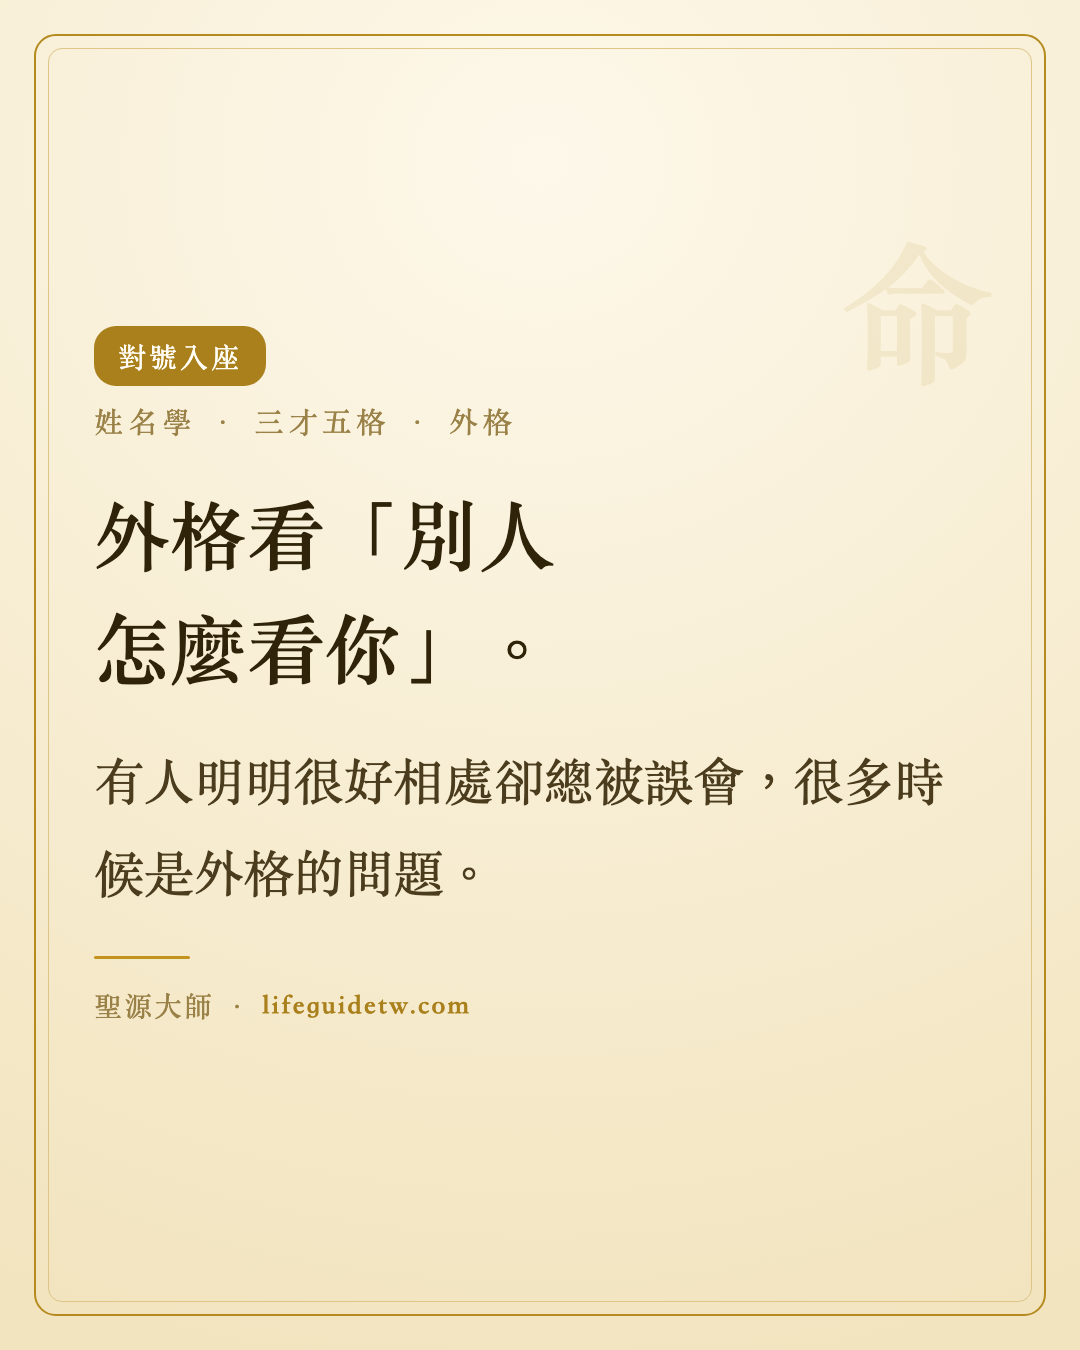 命
對號入座
姓名學 · 三才五格 · 外格
外格看「別人
怎麼看你」。
有人明明很好相處卻總被誤會，很多時
候是外格的問題。
聖源大師 · lifeguidetw.com